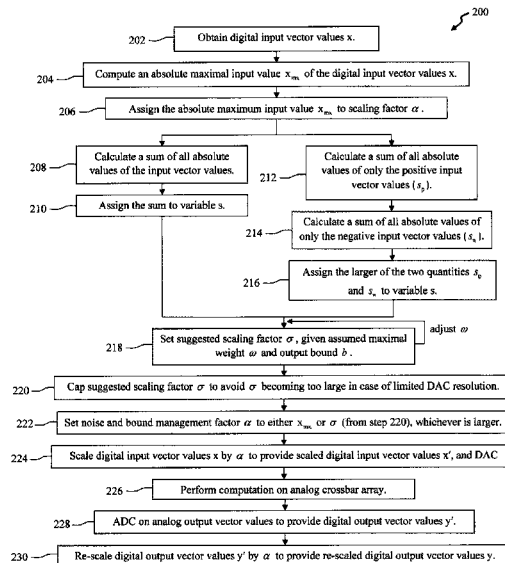 200
202
Obtain digital input vector values x.
204
Compute an absolute maximal input value xmx of the digital input vector values x.
206
Assign the absolute maximum input value xmx to scaling factor α .
208
Calculate a sum of all absolute
values of the input vector values.
210
Assign the sum to variable s.
212
Calculate a sum of all absolute
values of only the positive input
vector values (sp).
214
Calculate a sum of all absolute values of
only the negative input vector values (sn).
216
Assign the larger of the two quantities sp
and sn to variable s.
218
Set suggested scaling factor σ , given assumed maximal
weight ω and output bound b .
adjust ω
220
Cap suggested scaling factor σ to avoid σ becoming too large in case of limited DAC resolution.
222
Set noise and bound management factor α to either xmx or σ (from step 220), whichever is larger.
224
Scale digital input vector values x by α to provide scaled digital input vector values x′, and DAC
226
Perform computation on analog crossbar array.
228
ADC on analog output vector values to provide digital output vector values y′.
230
Re-scale digital output vector values y′ by α to provide re-scaled digital output vector values y.